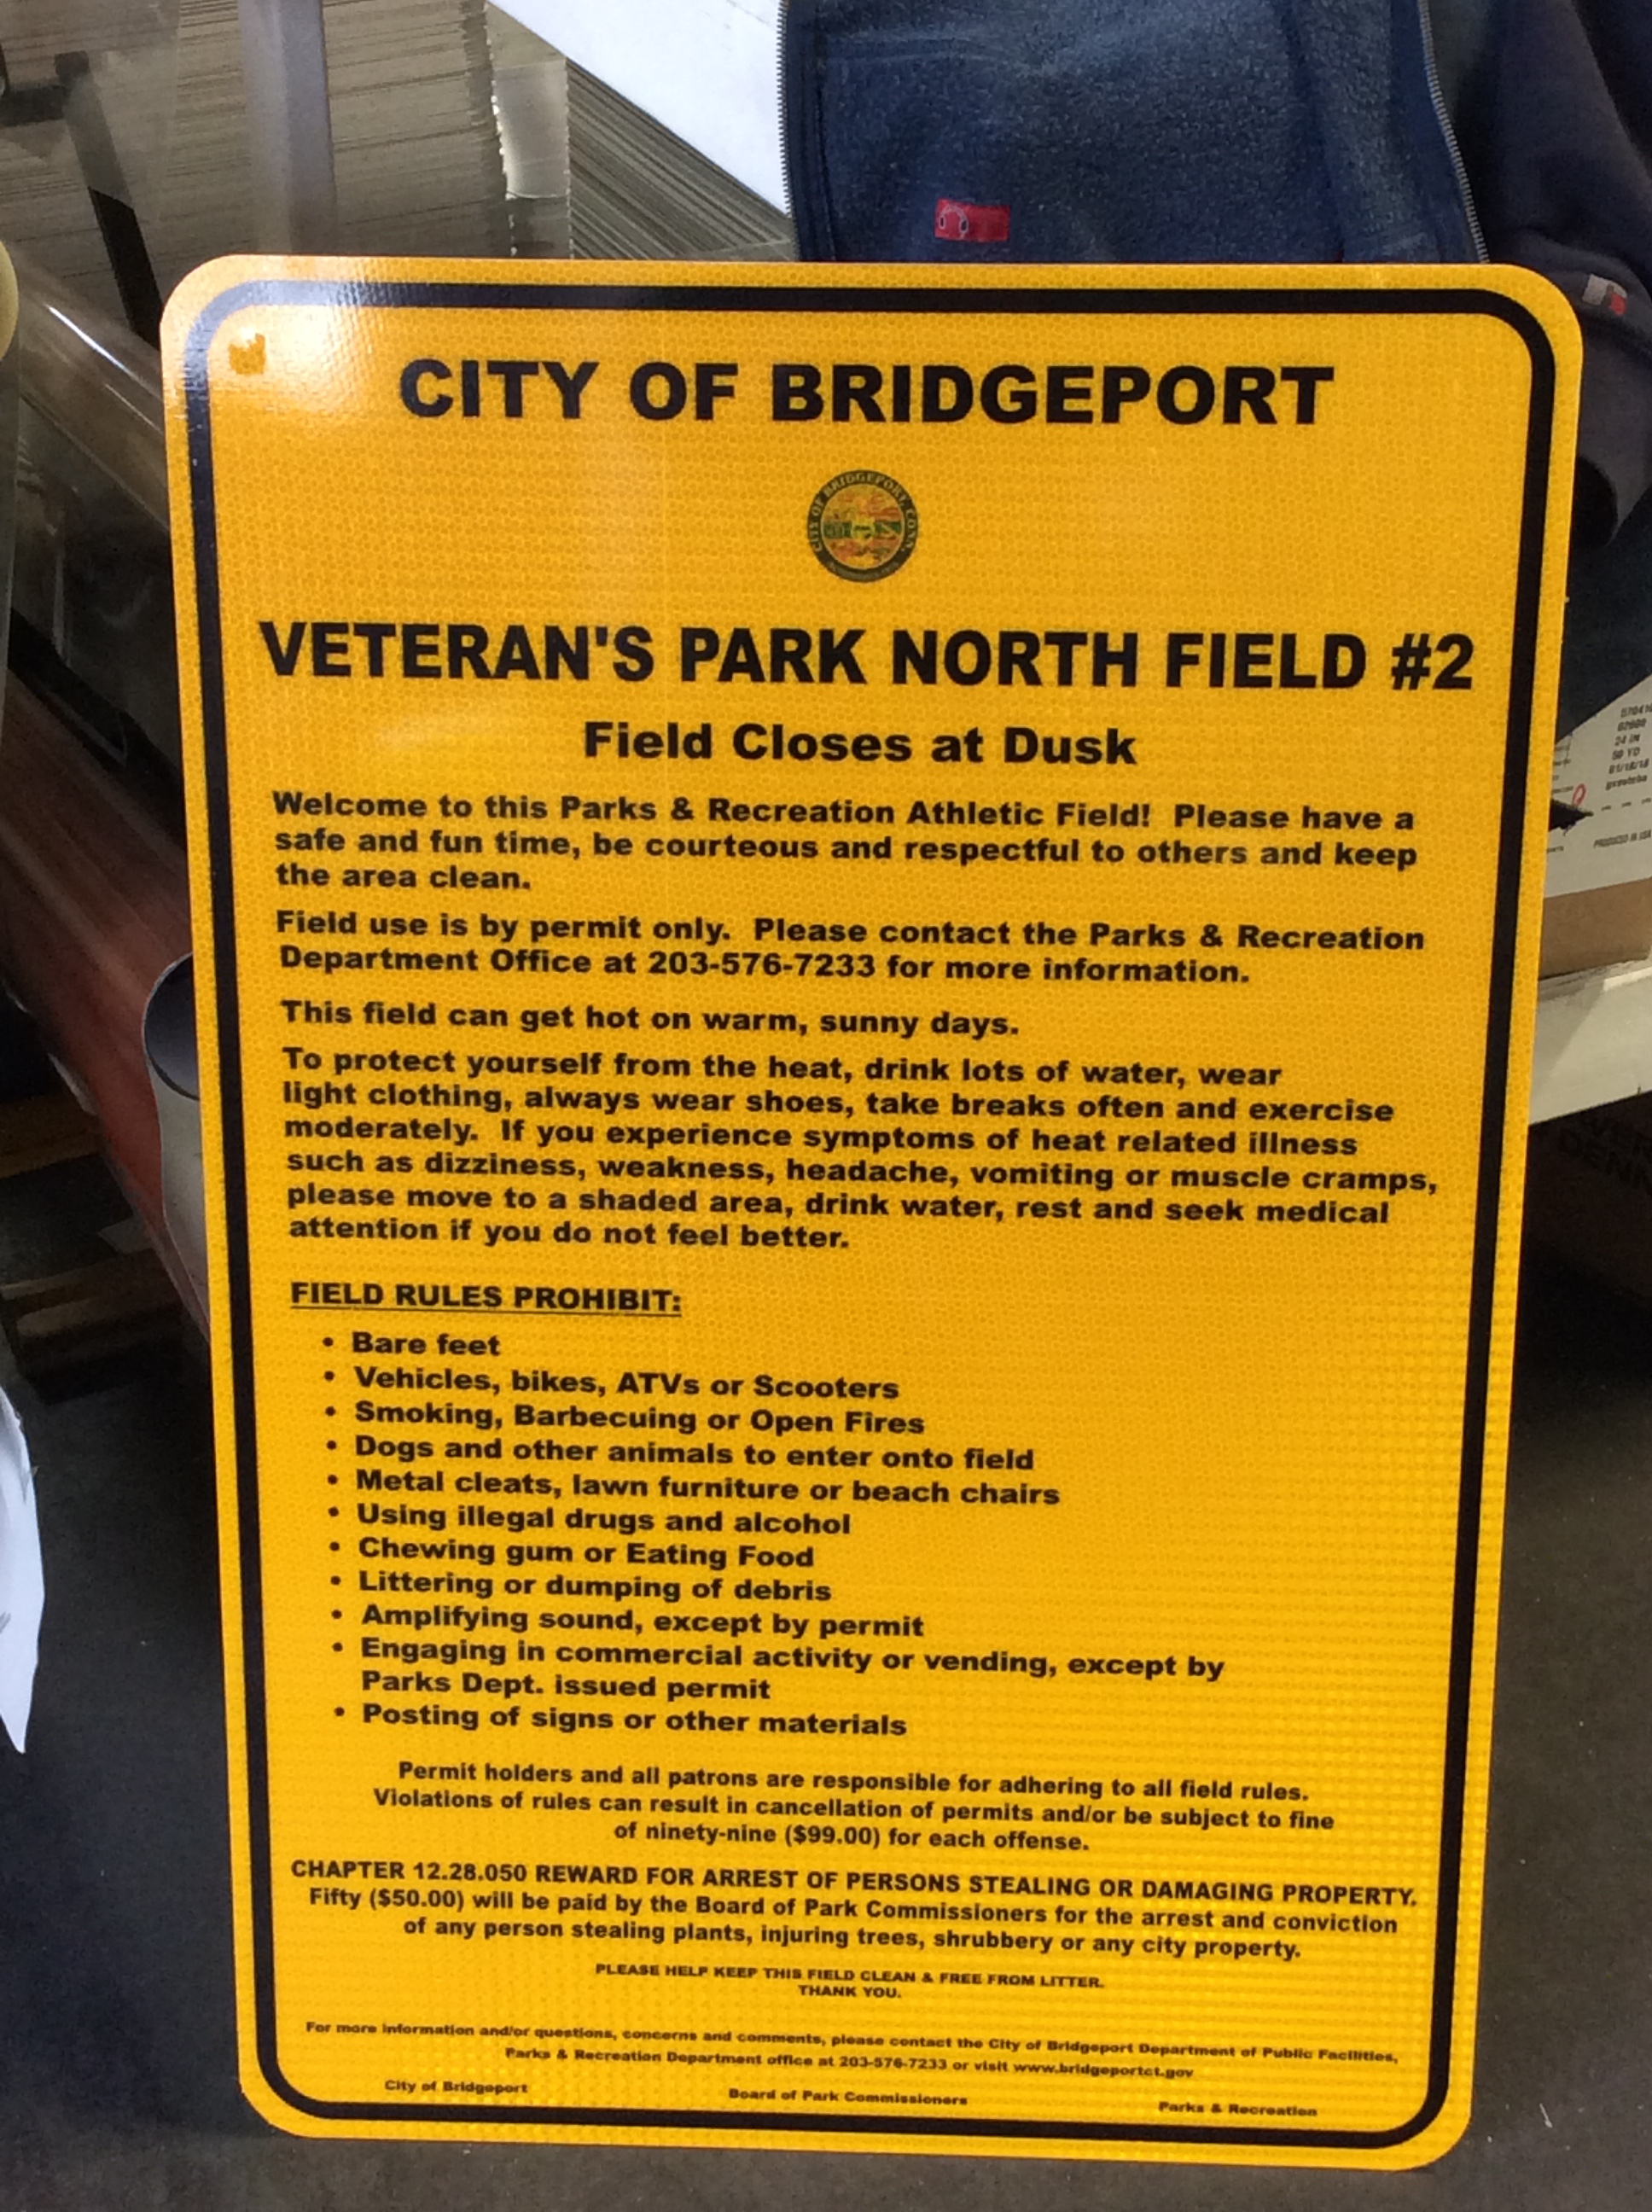 CITY OF BRIDGEPORT
CITY OF BRIDGEPORT, CONN.
VETERAN'S PARK NORTH FIELD #2
Field Closes at Dusk
Welcome to this Parks & Recreation Athletic Field! Please have a
safe and fun time, be courteous and respectful to others and keep
the area clean.
Field use is by permit only. Please contact the Parks & Recreation
Department Office at 203-576-7233 for more information.
This field can get hot on warm, sunny days.
To protect yourself from the heat, drink lots of water, wear
light clothing, always wear shoes, take breaks often and exercise
moderately. If you experience symptoms of heat related illness
such as dizziness, weakness, headache, vomiting or muscle cramps,
please move to a shaded area, drink water, rest and seek medical
attention if you do not feel better.
FIELD RULES PROHIBIT:
• Bare feet
• Vehicles, bikes, ATVs or Scooters
• Smoking, Barbecuing or Open Fires
• Dogs and other animals to enter onto field
• Metal cleats, lawn furniture or beach chairs
• Using illegal drugs and alcohol
• Chewing gum or Eating Food
• Littering or dumping of debris
• Amplifying sound, except by permit
• Engaging in commercial activity or vending, except by
Parks Dept. issued permit
• Posting of signs or other materials
Permit holders and all patrons are responsible for adhering to all field rules.
Violations of rules can result in cancellation of permits and/or be subject to fine
of ninety-nine ($99.00) for each offense.
CHAPTER 12.28.050 REWARD FOR ARREST OF PERSONS STEALING OR DAMAGING PROPERTY.
Fifty ($50.00) will be paid by the Board of Park Commissioners for the arrest and conviction
of any person stealing plants, injuring trees, shrubbery or any city property.
PLEASE HELP KEEP THIS FIELD CLEAN & FREE FROM LITTER.
THANK YOU.
For more information and/or questions, concerns and comments, please contact the City of Bridgeport Department of Public Facilities,
Parks & Recreation Department office at 203-576-7233 or visit www.bridgeportct.gov
City of Bridgeport Board of Park Commissioners Parks & Recreation
24 IN
50 YD
PRODUCED IN USA